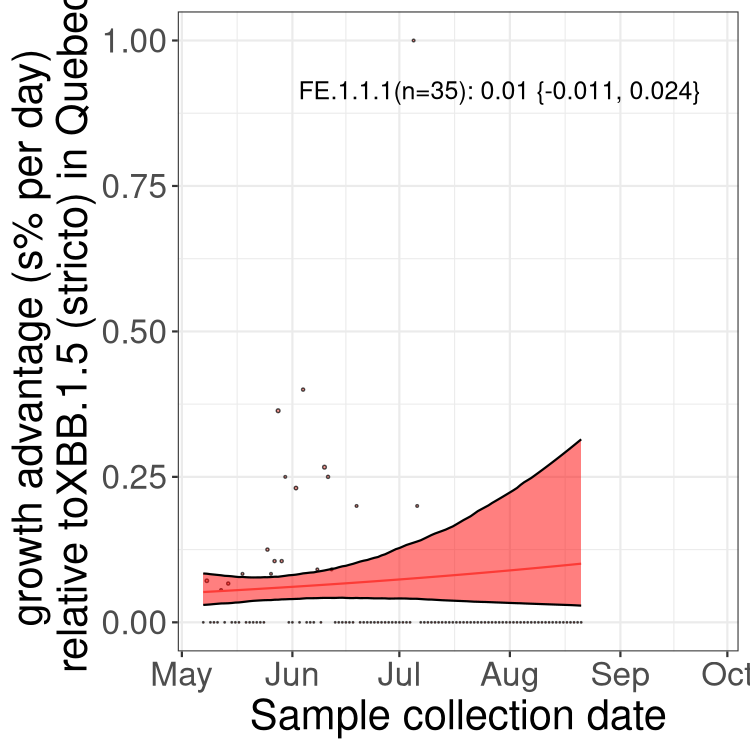 growth advantage (s% per day)
relative toXBB.1.5 (stricto) in Quebec
1.00
0.75
0.50
0.25
0.00
FE.1.1.1(n=35): 0.01 {-0.011, 0.024}
May Jun Jul Aug Sep Oct
Sample collection date